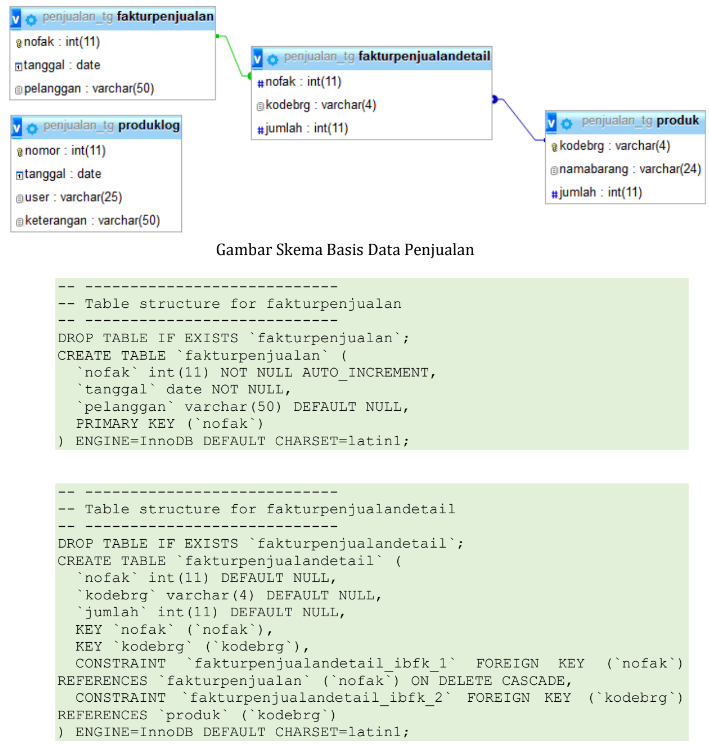 penjualan_tg fakturpenjualan
nofak : int(11)
tanggal : date
pelanggan : varchar(50)
penjualan_tg produklog
nomor : int(11)
tanggal : date
user : varchar(25)
keterangan : varchar(50)
penjualan_tg fakturpenjualandetail
nofak : int(11)
kodebrg : varchar(4)
jumlah : int(11)
penjualan_tg produk
kodebrg : varchar(4)
namabarang : varchar(24)
jumlah : int(11)
Gambar Skema Basis Data Penjualan
-- ----------------------------
-- Table structure for fakturpenjualan
-- ----------------------------
DROP TABLE IF EXISTS `fakturpenjualan`;
CREATE TABLE `fakturpenjualan` (
`nofak` int(11) NOT NULL AUTO_INCREMENT,
`tanggal` date NOT NULL,
`pelanggan` varchar(50) DEFAULT NULL,
PRIMARY KEY (`nofak`)
) ENGINE=InnoDB DEFAULT CHARSET=latin1;
-- ----------------------------
-- Table structure for fakturpenjualandetail
-- ----------------------------
DROP TABLE IF EXISTS `fakturpenjualandetail`;
CREATE TABLE `fakturpenjualandetail` (
`nofak` int(11) DEFAULT NULL,
`kodebrg` varchar(4) DEFAULT NULL,
`jumlah` int(11) DEFAULT NULL,
KEY `nofak` (`nofak`),
KEY `kodebrg` (`kodebrg`),
CONSTRAINT `fakturpenjualandetail_ibfk_1` FOREIGN KEY (`nofak`)
REFERENCES `fakturpenjualan` (`nofak`) ON DELETE CASCADE,
CONSTRAINT `fakturpenjualandetail_ibfk_2` FOREIGN KEY (`kodebrg`)
REFERENCES `produk` (`kodebrg`)
) ENGINE=InnoDB DEFAULT CHARSET=latin1;